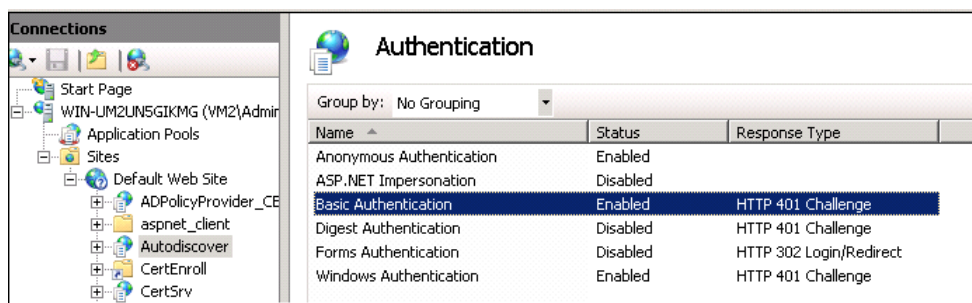 Connections
Start Page
WIN-UM2UN5GIKMG (VM2\Admir
Application Pools
Sites
Default Web Site
ADPolicyProvider_CE
aspnet_client
Autodiscover
CertEnroll
CertSrv
Authentication
Group by: No Grouping
Name Status Response Type
Anonymous Authentication Enabled
ASP.NET Impersonation Disabled
Basic Authentication Enabled HTTP 401 Challenge
Digest Authentication Disabled HTTP 401 Challenge
Forms Authentication Disabled HTTP 302 Login/Redirect
Windows Authentication Enabled HTTP 401 Challenge